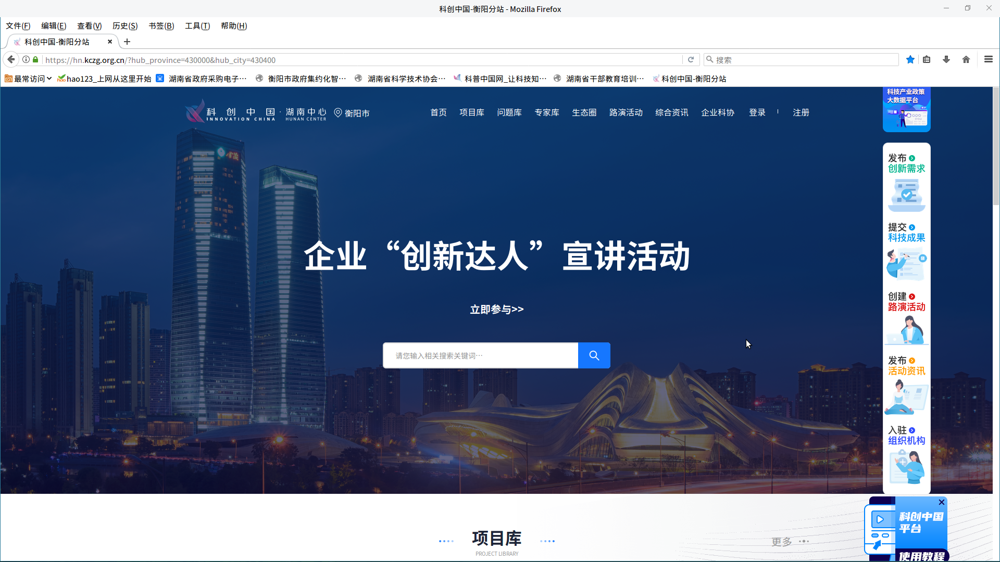 科创中国-衡阳分站 - Mozilla Firefox
文件(F) 编辑(E) 查看(V) 历史(S) 书签(B) 工具(T) 帮助(H)
科创中国-衡阳分站
https://hn.kczg.org.cn/?hub_province=430000&hub_city=430400
搜索
最常访问
hao123_上网从这里开始
湖南省政府采购电子…
衡阳市政府集约化智…
湖南省科学技术协会…
科普中国网_让科技知…
湖南省干部教育培训…
科创中国-衡阳分站
科创中国·湖南中心
INNOVATION CHINA HUNAN CENTER
衡阳市
首页 项目库 问题库 专家库 生态圈 路演活动 综合资讯 企业科协 登录 | 注册
科技产业政策
大数据平台
企业“创新达人”宣讲活动
立即参与>>
请您输入相关搜索关键词…
发布
创新需求
提交
科技成果
创建
路演活动
发布
活动资讯
入驻
组织机构
项目库
PROJECT LIBRARY
更多
科创中国
平台
使用教程